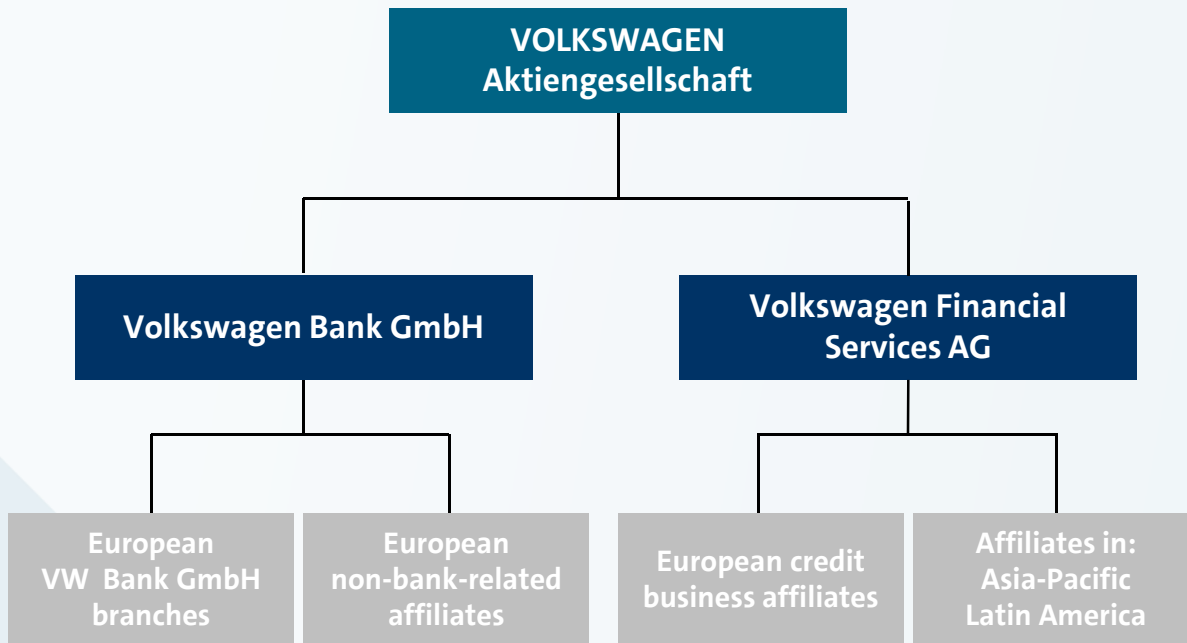 VOLKSWAGEN
Aktiengesellschaft
Volkswagen Bank GmbH
Volkswagen Financial
Services AG
European
VW Bank GmbH
branches
European
non-bank-related
affiliates
European credit
business affiliates
Affiliates in:
Asia-Pacific
Latin America